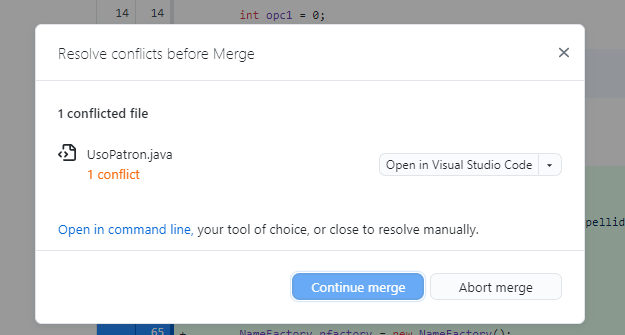 14 14 int opc1 = 0;
Resolve conflicts before Merge
1 conflicted file
UsoPatron.java
1 conflict
Open in Visual Studio Code
pellid
Open in command line, your tool of choice, or close to resolve manually.
Continue merge Abort merge
65 + NameFactory nfactory = new NameFactory();